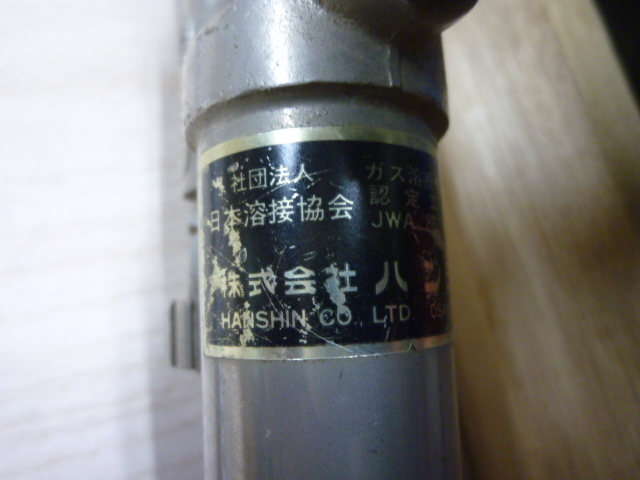 社団法人 ガス溶
日本溶接協会 認定
JWA
株式会社 八
HANSHIN CO., LTD.